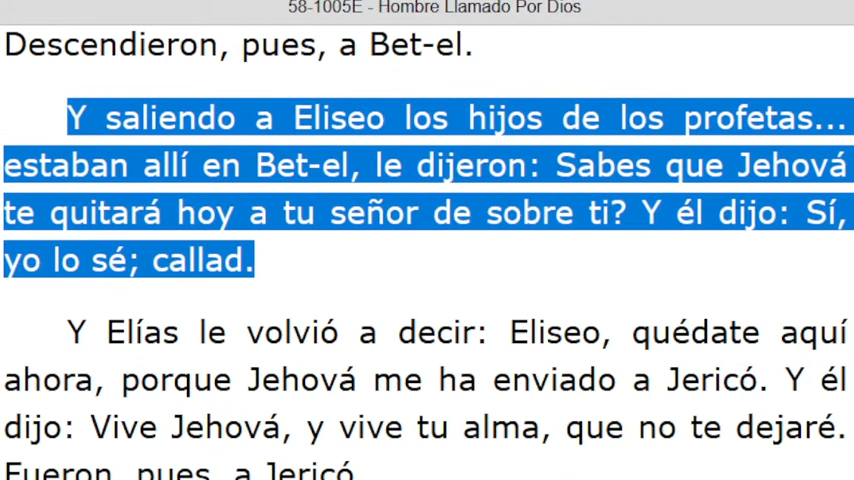 58-1005E - Hombre Llamado Por Dios
Descendieron, pues, a Bet-el.
Y saliendo a Eliseo los hijos de los profetas...
estaban allí en Bet-el, le dijeron: Sabes que Jehová
te quitará hoy a tu señor de sobre ti? Y él dijo: Sí,
yo lo sé; callad.
Y Elías le volvió a decir: Eliseo, quédate aquí
ahora, porque Jehová me ha enviado a Jericó. Y él
dijo: Vive Jehová, y vive tu alma, que no te dejaré.
Fueron, pues, a Jericó